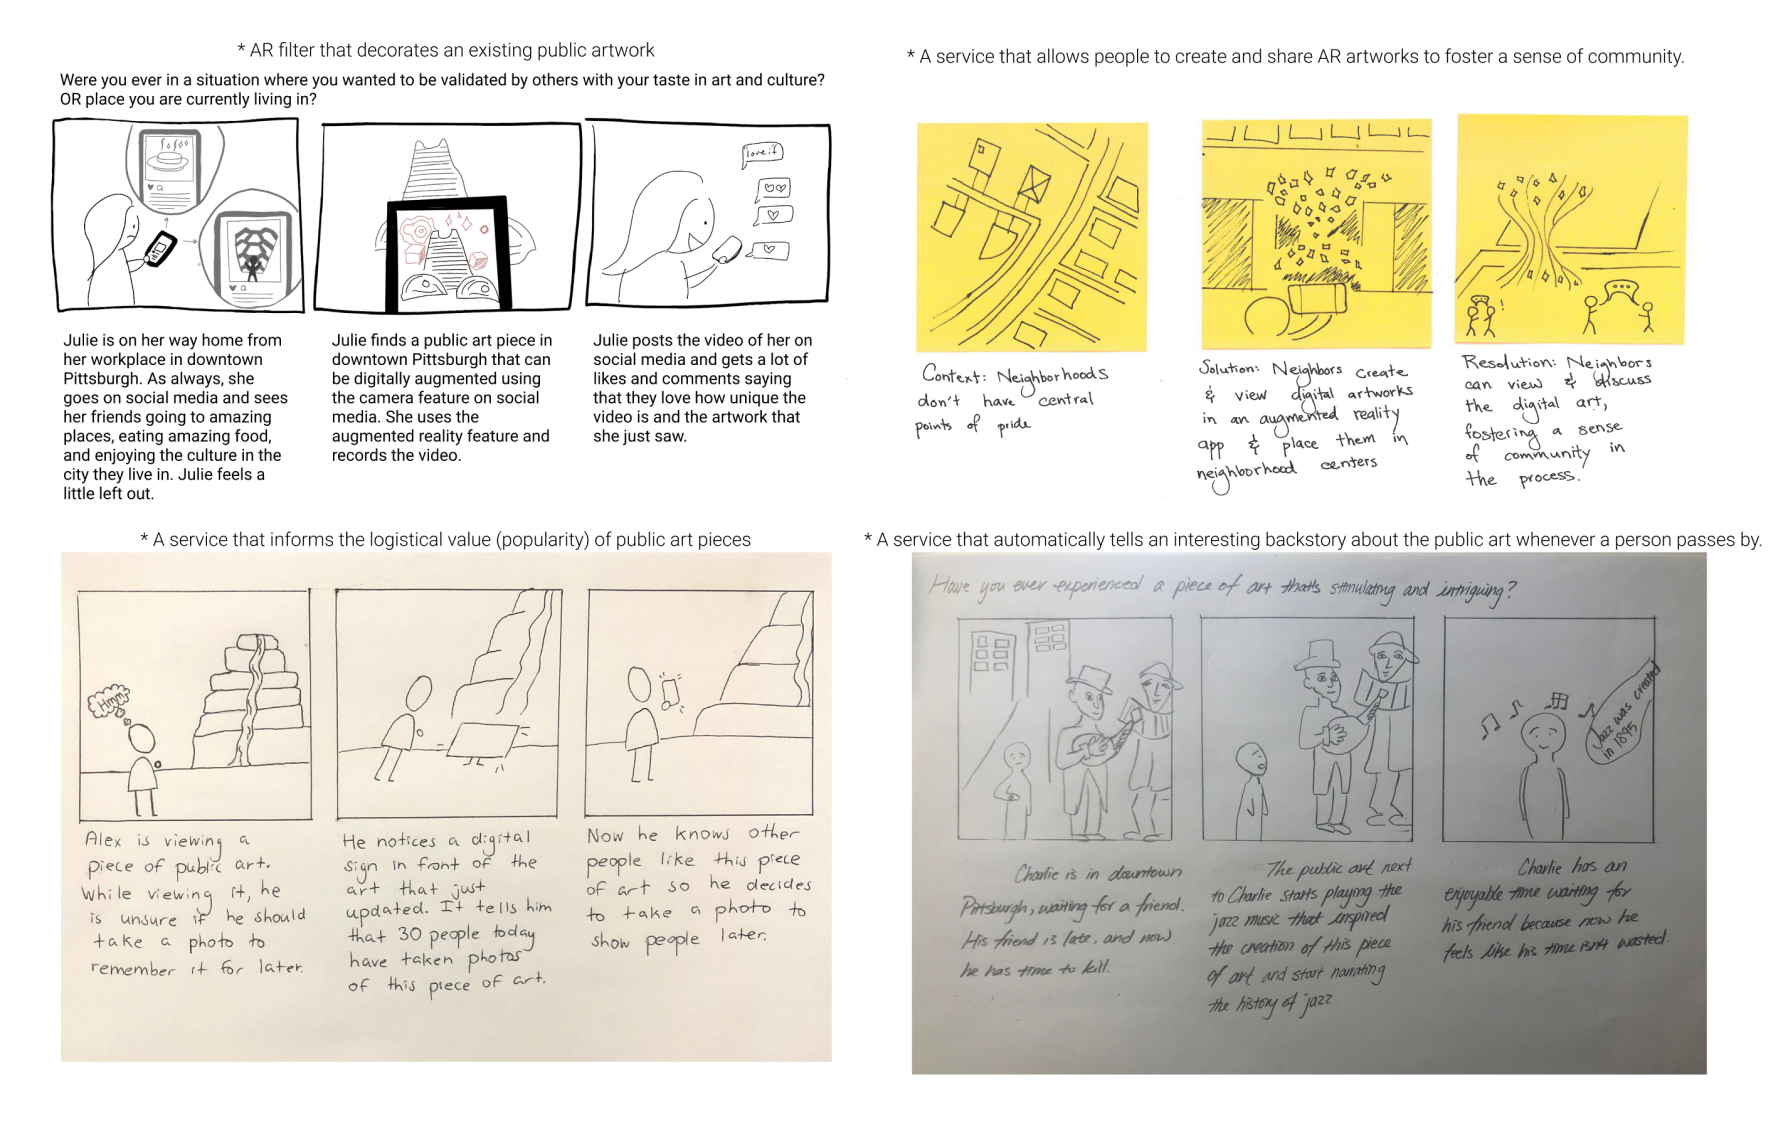 * AR filter that decorates an existing public artwork
Were you ever in a situation where you wanted to be validated by others with your taste in art and culture?
OR place you are currently living in?
love it
Julie is on her way home from
her workplace in downtown
Pittsburgh. As always, she
goes on social media and sees
her friends going to amazing
places, eating amazing food,
and enjoying the culture in the
city they live in. Julie feels a
little left out.
Julie finds a public art piece in
downtown Pittsburgh that can
be digitally augmented using
the camera feature on social
media. She uses the
augmented reality feature and
records the video.
Julie posts the video of her on
social media and gets a lot of
likes and comments saying
that they love how unique the
video is and the artwork that
she just saw.
* A service that allows people to create and share AR artworks to foster a sense of community.
Context: Neighborhoods
don't have central
points of pride
Solution: Neighbors create
& view digital artworks
in an augmented reality
app & place them in
neighborhood centers
!
Resolution: Neighbors
can view & discuss
the digital art,
fostering a sense
of community in
the process.
* A service that informs the logistical value (popularity) of public art pieces
Hmm
Alex is viewing a
piece of public art.
While viewing it, he
is unsure if he should
take a photo to
remember it for later.
He notices a digital
sign in front of the
art that just
updated. It tells him
that 30 people today
have taken photos
of this piece of art.
Now he knows other
people like this piece
of art so he decides
to take a photo to
show people later.
* A service that automatically tells an interesting backstory about the public art whenever a person passes by.
Have you ever experienced a piece of art that's stimulating and intriguing?
Jazz was created
in 1895
Charlie is in downtown
Pittsburgh, waiting for a friend.
His friend is late, and now
he has time to kill.
The public art next
to Charlie starts playing the
jazz music that inspired
the creation of this piece
of art and start narrating
the history of jazz
Charlie has an
enjoyable time waiting for
his friend because now he
feels like his time isn't wasted.